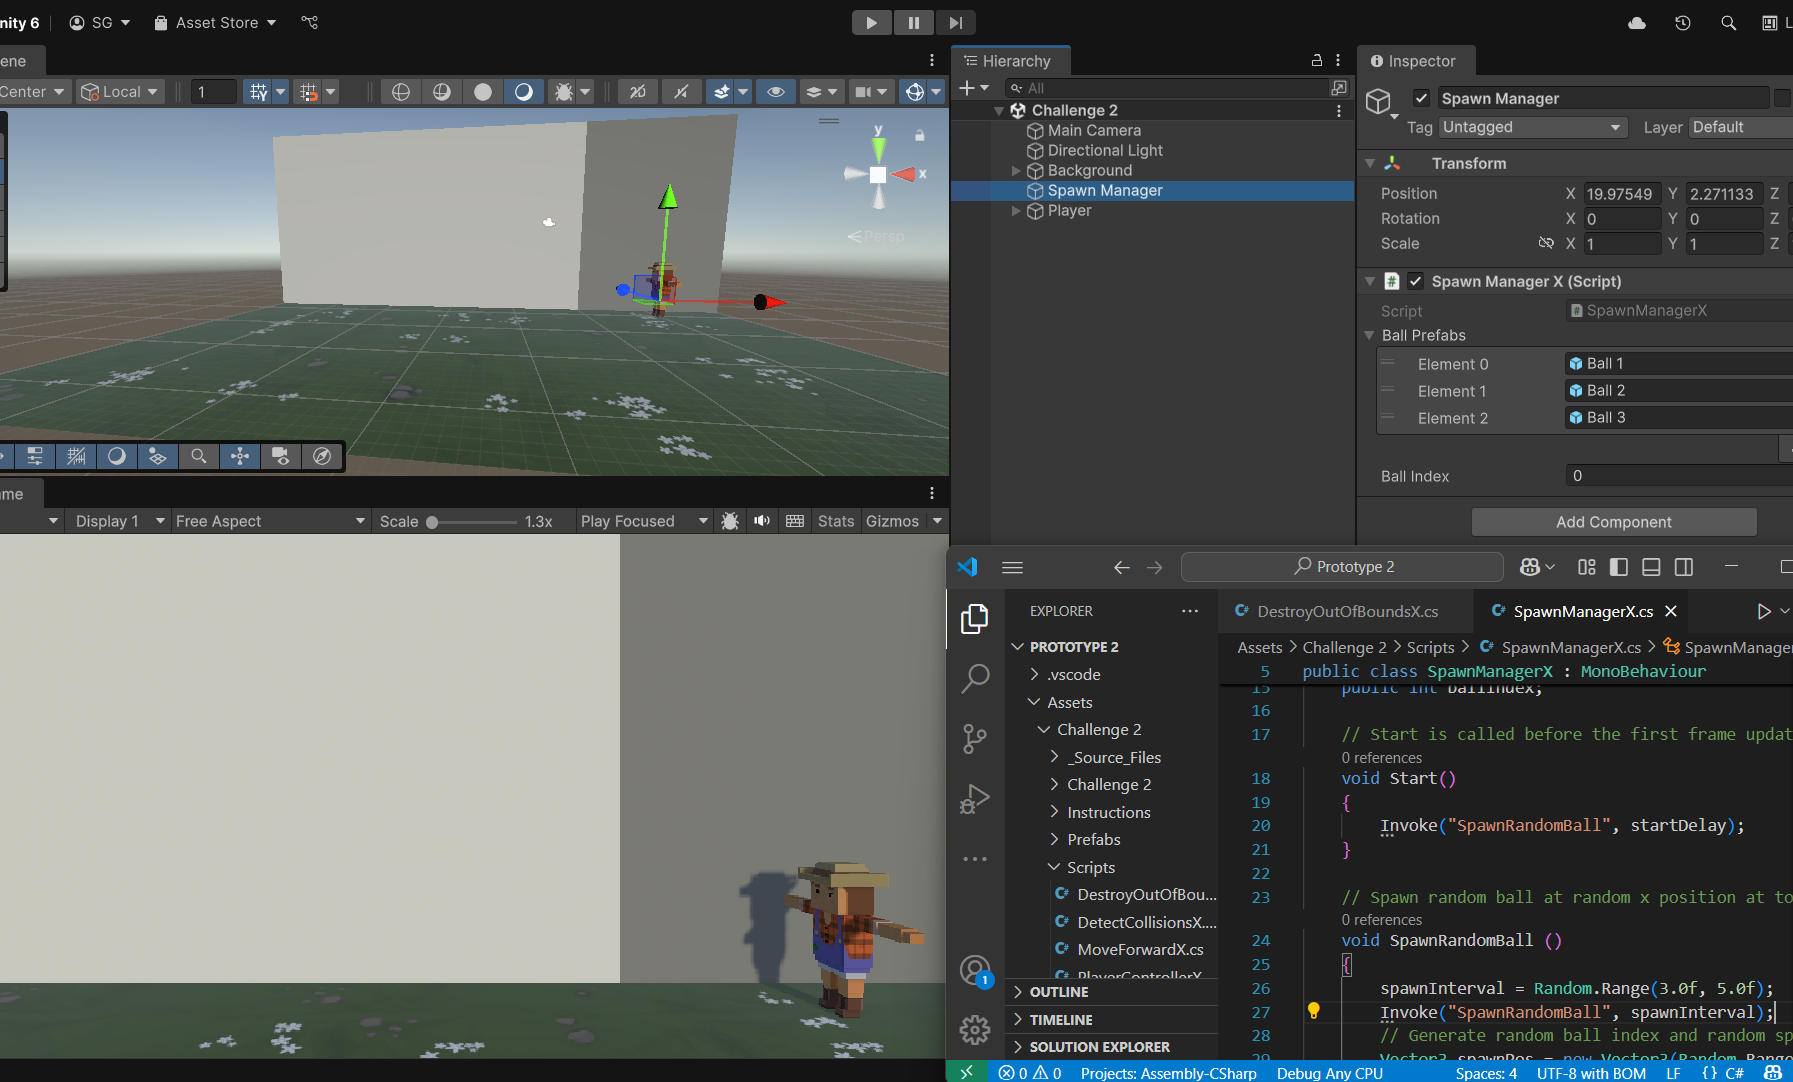 nity 6 SG Asset Store
ene
Center Local 1
2D
y
x
Persp
Hierarchy
All
Challenge 2
Main Camera
Directional Light
Background
Spawn Manager
Player
Inspector
Spawn Manager
Tag Untagged Layer Default
Transform
Position X 19.97549 Y 2.271133 Z
Rotation X 0 Y 0 Z
Scale X 1 Y 1 Z
# Spawn Manager X (Script)
Script # SpawnManagerX
Ball Prefabs
Element 0 Ball 1
Element 1 Ball 2
Element 2 Ball 3
Ball Index 0
Add Component
ame
Display 1 Free Aspect Scale 1.3x Play Focused Stats Gizmos
Prototype 2
EXPLORER
PROTOTYPE 2
.vscode
Assets
Challenge 2
_Source_Files
Challenge 2
Instructions
Prefabs
Scripts
C# DestroyOutOfBou...
C# DetectCollisionsX....
C# MoveForwardX.cs
C# PlayerControllerX
OUTLINE
TIMELINE
SOLUTION EXPLORER
1
C# DestroyOutOfBoundsX.cs C# SpawnManagerX.cs
Assets > Challenge 2 > Scripts > C# SpawnManagerX.cs > SpawnManager
5 public class SpawnManagerX : MonoBehaviour
15 public int ballIndex;
16
17 // Start is called before the first frame updat
0 references
18 void Start()
19 {
20 Invoke("SpawnRandomBall", startDelay);
21 }
22
23 // Spawn random ball at random x position at to
0 references
24 void SpawnRandomBall ()
25 {
26 spawnInterval = Random.Range(3.0f, 5.0f);
27 Invoke("SpawnRandomBall", spawnInterval);
28 // Generate random ball index and random sp
29 Vector3 spawnPos = new Vector3(Random.Range
0 0 Projects: Assembly-CSharp Debug Any CPU Spaces: 4 UTF-8 with BOM LF {} C#